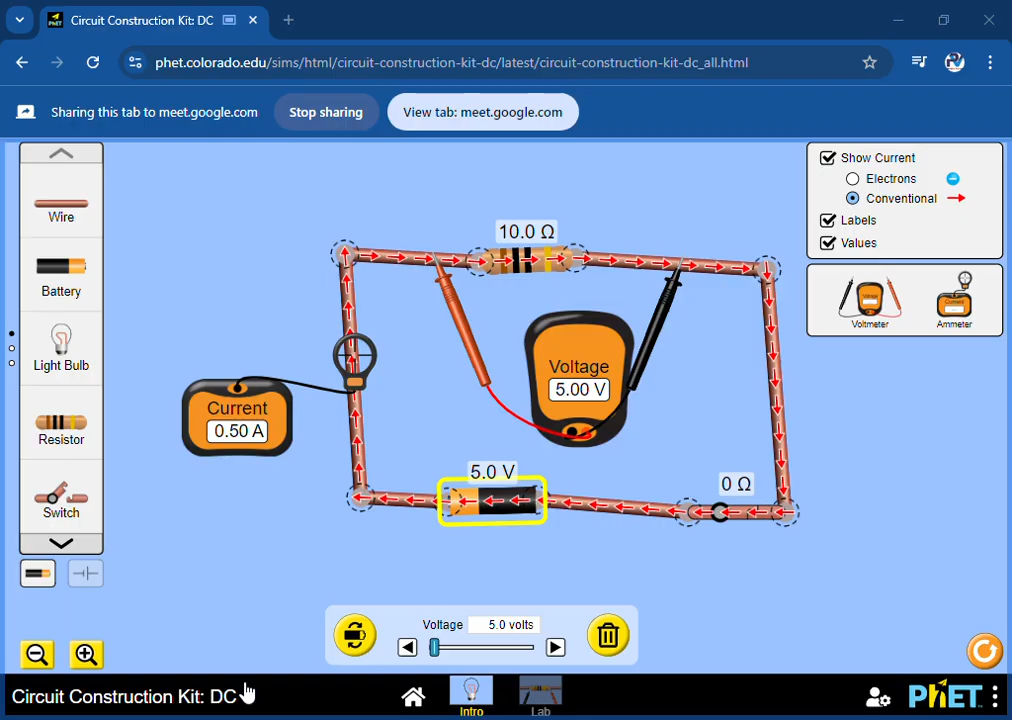 Circuit Construction Kit: DC
phet.colorado.edu/sims/html/circuit-construction-kit-dc/latest/circuit-construction-kit-dc_all.html
Sharing this tab to meet.google.com
Stop sharing
View tab: meet.google.com
Wire
Battery
Light Bulb
Resistor
Switch
Show Current
Electrons
Conventional
Labels
Values
Voltage
Voltmeter
Current
Ammeter
10.0 Ω
Voltage
5.00 V
Current
0.50 A
5.0 V
0 Ω
Voltage 5.0 volts
Circuit Construction Kit: DC
Intro
Lab
PhET